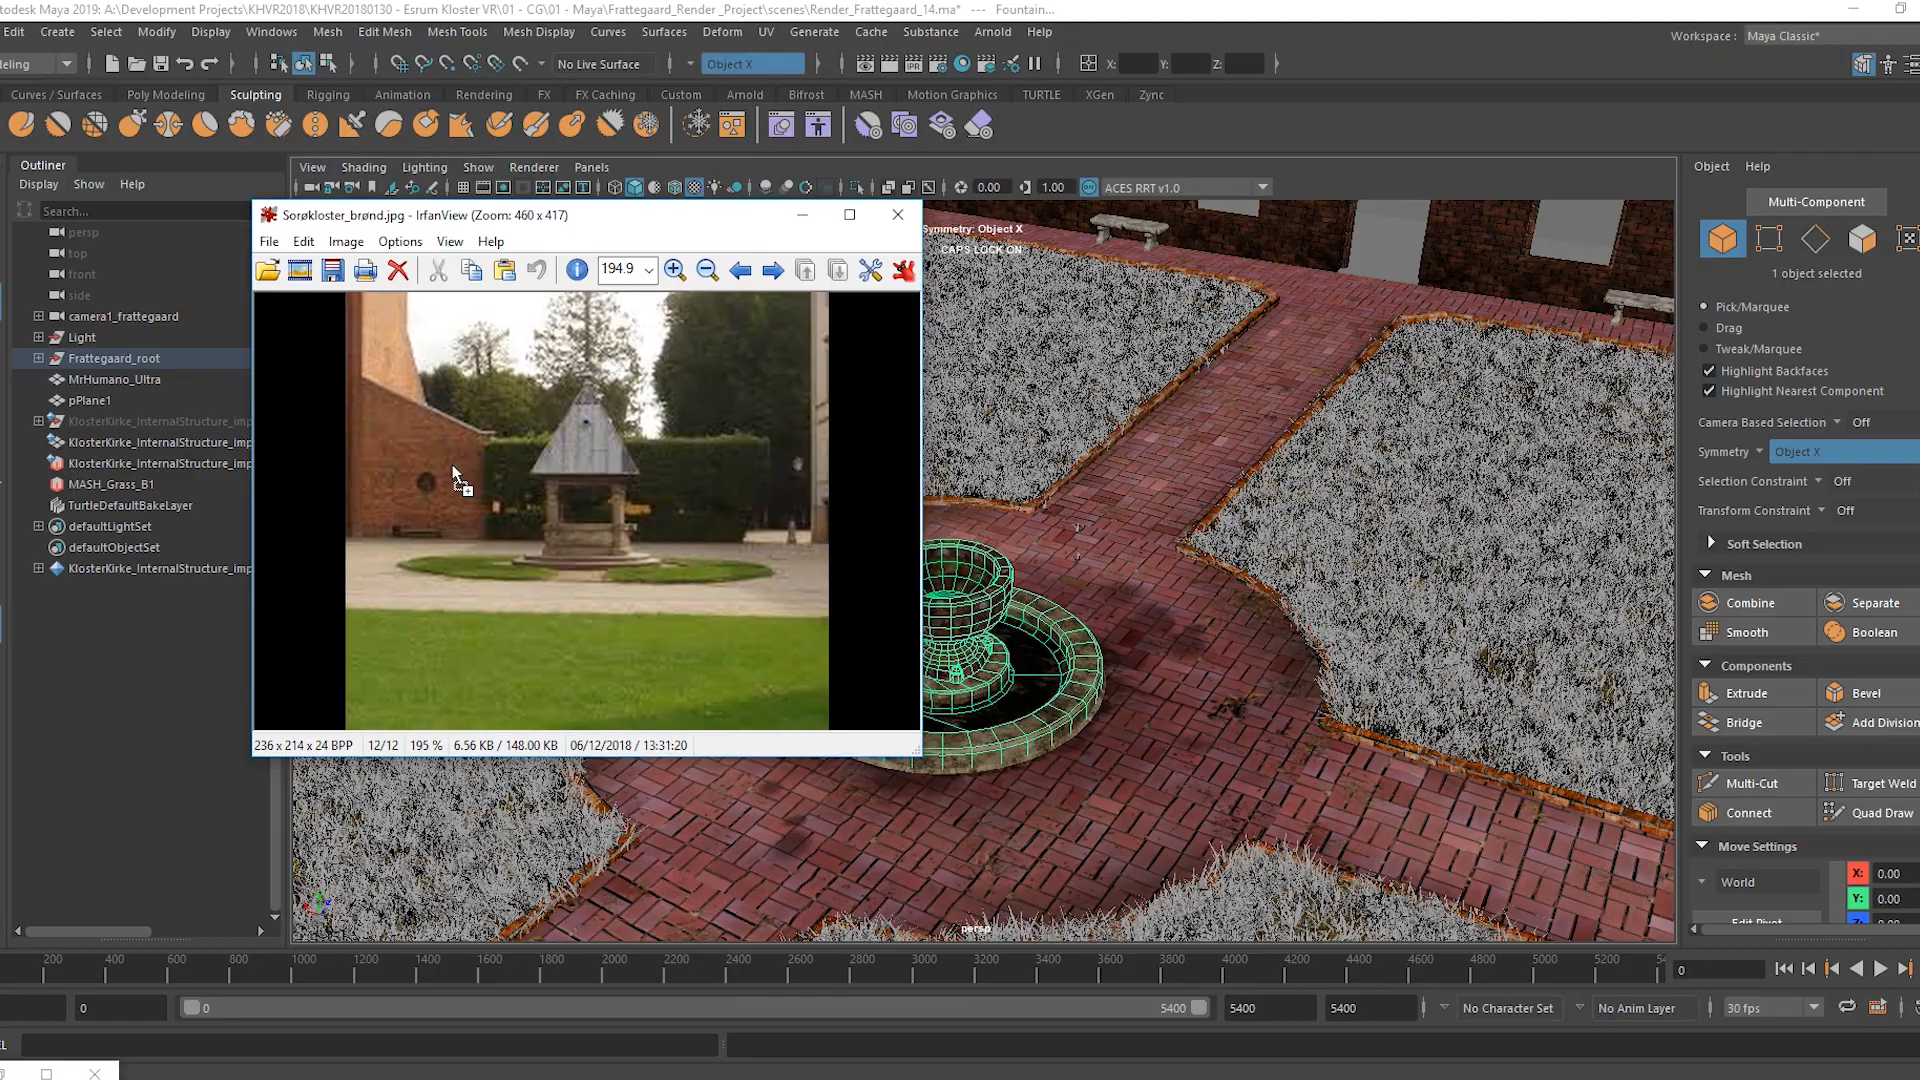 todesk Maya 2019: A:\Development Projects\KHVR2018\KHVR20180130 - Esrum Kloster VR\01 - CG\01 - Maya\Frattegaard_Render _Project\scenes\Render_Frattegaard_14.ma* --- Fountain...
Edit Create Select Modify Display Windows Mesh Edit Mesh Mesh Tools Mesh Display Curves Surfaces Deform UV Generate Cache Substance Arnold Help
Workspace : Maya Classic*
eling No Live Surface Object X X: Y: Z:
Curves / Surfaces Poly Modeling Sculpting Rigging Animation Rendering FX FX Caching Custom Arnold Bifrost MASH Motion Graphics TURTLE XGen Zync
Outliner
Display Show Help
Search...
persp
top
front
side
camera1_frattegaard
Light
Frattegaard_root
MrHumano_Ultra
pPlane1
KlosterKirke_InternalStructure_imp
KlosterKirke_InternalStructure_imp
KlosterKirke_InternalStructure_imp
MASH_Grass_B1
TurtleDefaultBakeLayer
defaultLightSet
defaultObjectSet
KlosterKirke_InternalStructure_imp
View Shading Lighting Show Renderer Panels
0.00 1.00 ON ACES RRT v1.0
Symmetry: Object X
CAPS LOCK ON
Sorøkloster_brønd.jpg - IrfanView (Zoom: 460 x 417)
File Edit Image Options View Help
194.9
236 x 214 x 24 BPP 12/12 195 % 6.56 KB / 148.00 KB 06/12/2018 / 13:31:20
persp
Object Help
Multi-Component
1 object selected
Pick/Marquee
Drag
Tweak/Marquee
Highlight Backfaces
Highlight Nearest Component
Camera Based Selection Off
Symmetry Object X
Selection Constraint Off
Transform Constraint Off
Soft Selection
Mesh
Combine Separate
Smooth Boolean
Components
Extrude Bevel
Bridge Add Division
Tools
Multi-Cut Target Weld
Connect Quad Draw
Move Settings
World X: 0.00
Y: 0.00
Edit Pivot Z: 0.00
200 400 600 800 1000 1200 1400 1600 1800 2000 2200 2400 2600 2800 3000 3200 3400 3600 3800 4000 4200 4400 4600 4800 5000 5200 54
0
0 0 5400 5400 5400 No Character Set No Anim Layer 30 fps
EL